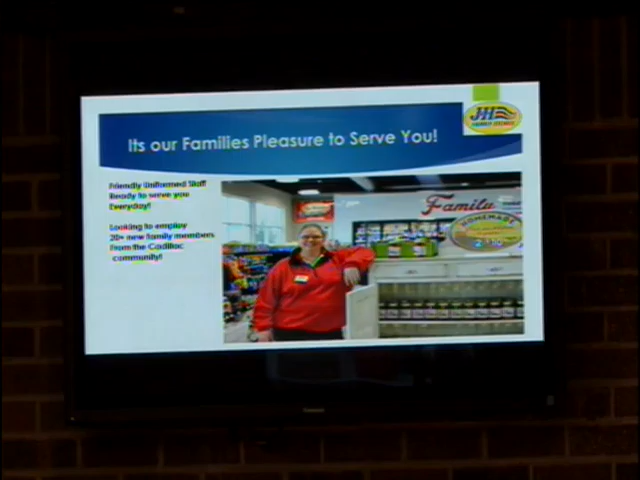 Its our Families Pleasure to Serve You!
JH
Friendly Uniformed Staff
Ready to serve you
Everyday!
Looking to employ
20+ new family members
From the Cadillac
community!
Family
HOMEMADE